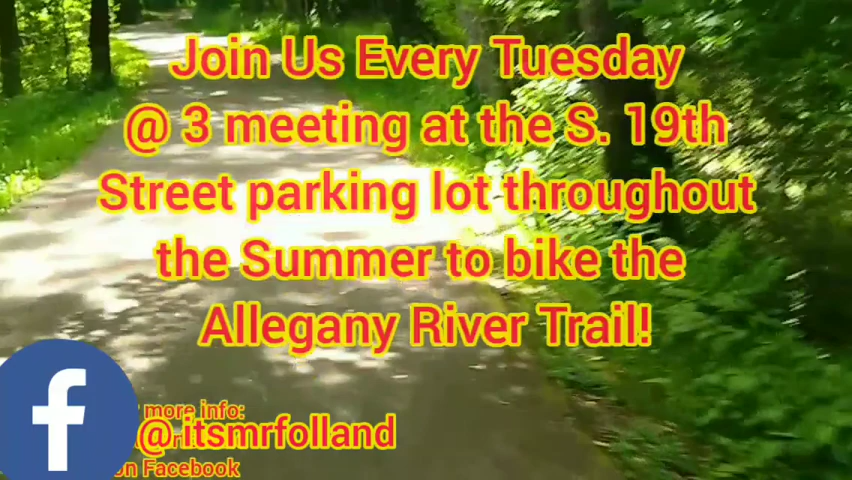 Join Us Every Tuesday
@ 3 meeting at the S. 19th
Street parking lot throughout
the Summer to bike the
Allegany River Trail!
more info:
@ itsmrfolland
on Facebook